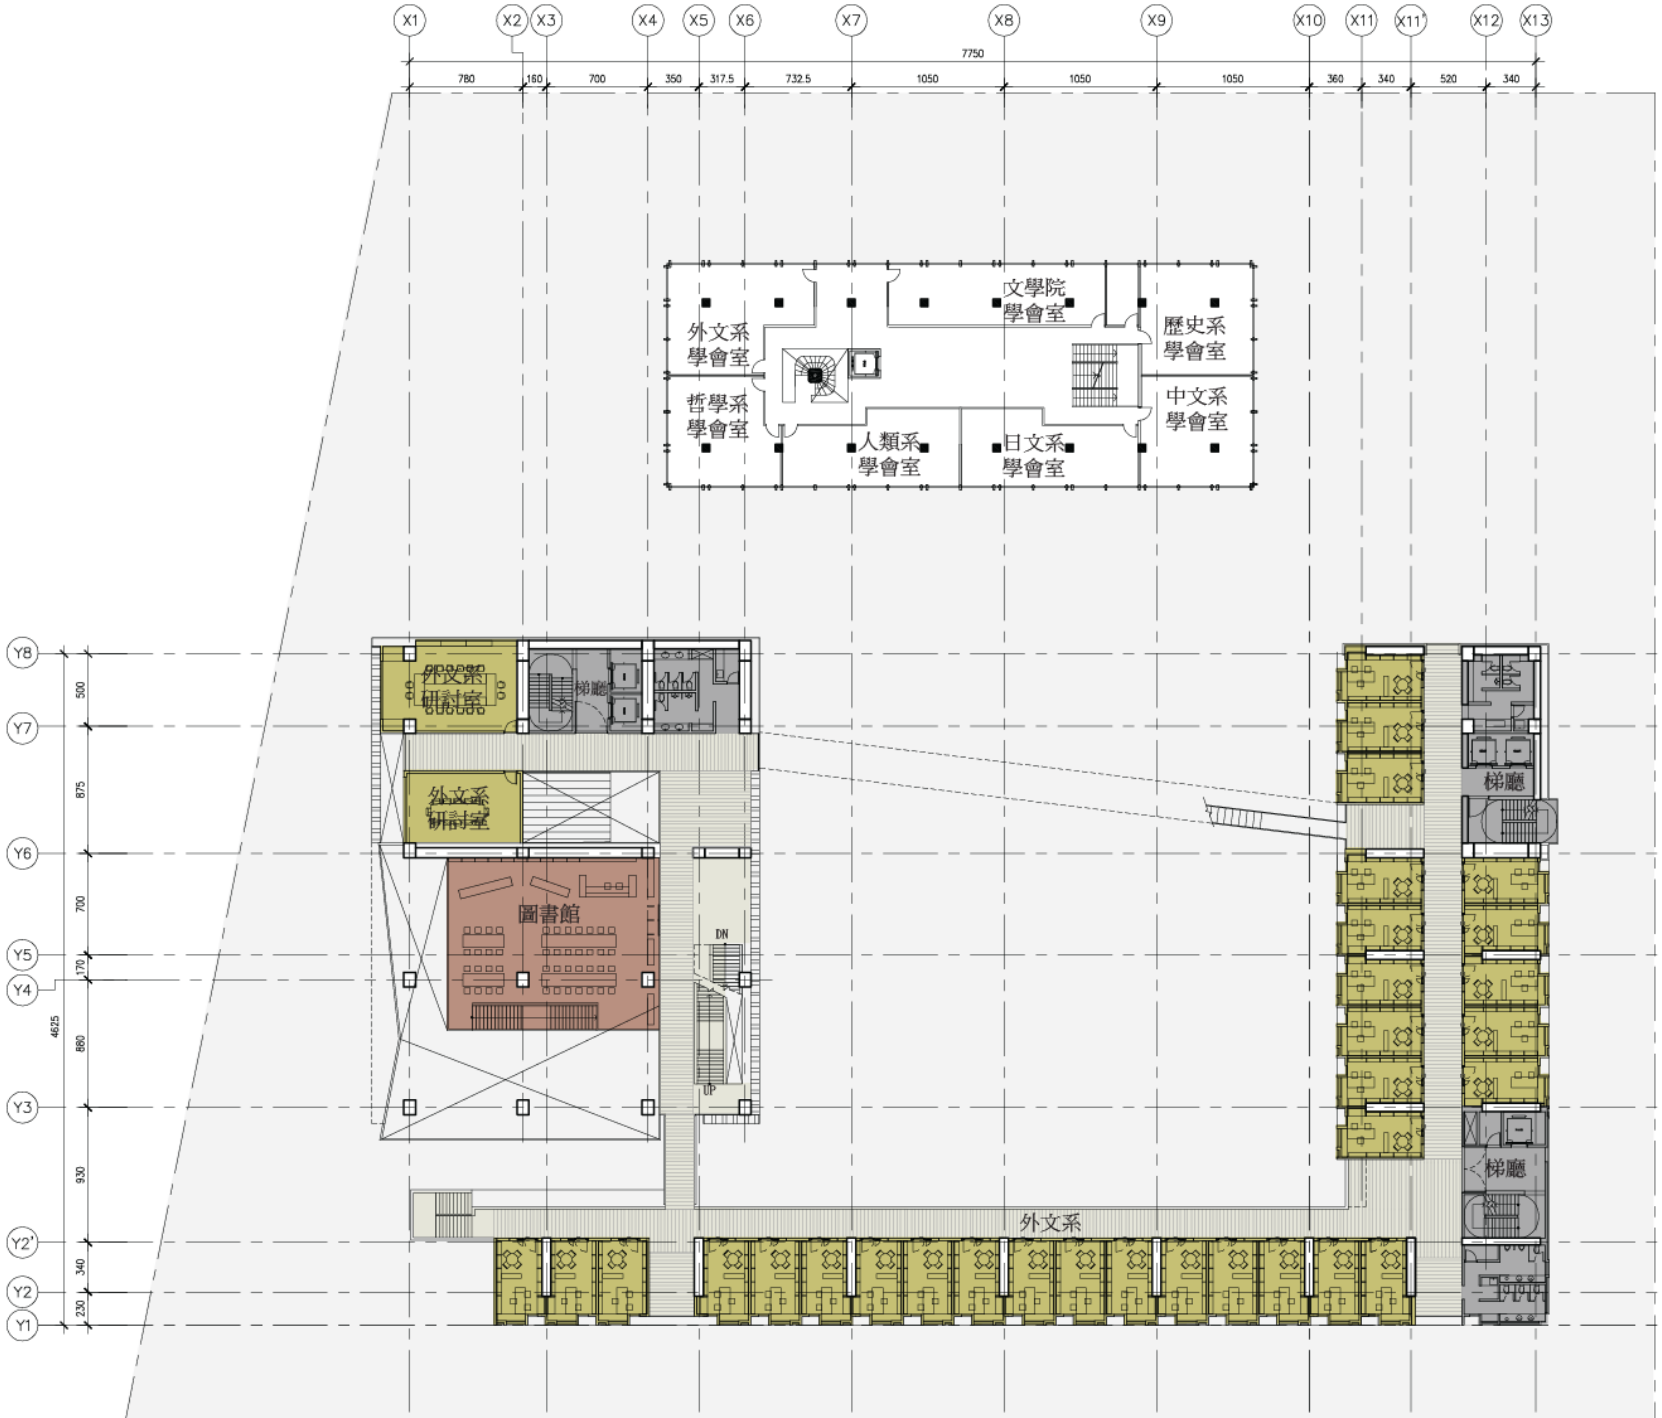 X1 X2 X3 X4 X5 X6 X7 X8 X9 X10 X11 X11' X12 X13
7750
780 160 700 350 317.5 732.5 1050 1050 1050 360 340 520 340
文學院
學會室
外文系
學會室
歷史系
學會室
哲學系
學會室
中文系
學會室
人類系
學會室
日文系
學會室
Y8
500
外文系
研討室
梯廳
Y7
875
梯廳
外文系
研討室
Y6
700
圖書館
DN
Y5
170
Y4
4625
880
UP
Y3
930
梯廳
外文系
Y2'
340
Y2
230
Y1